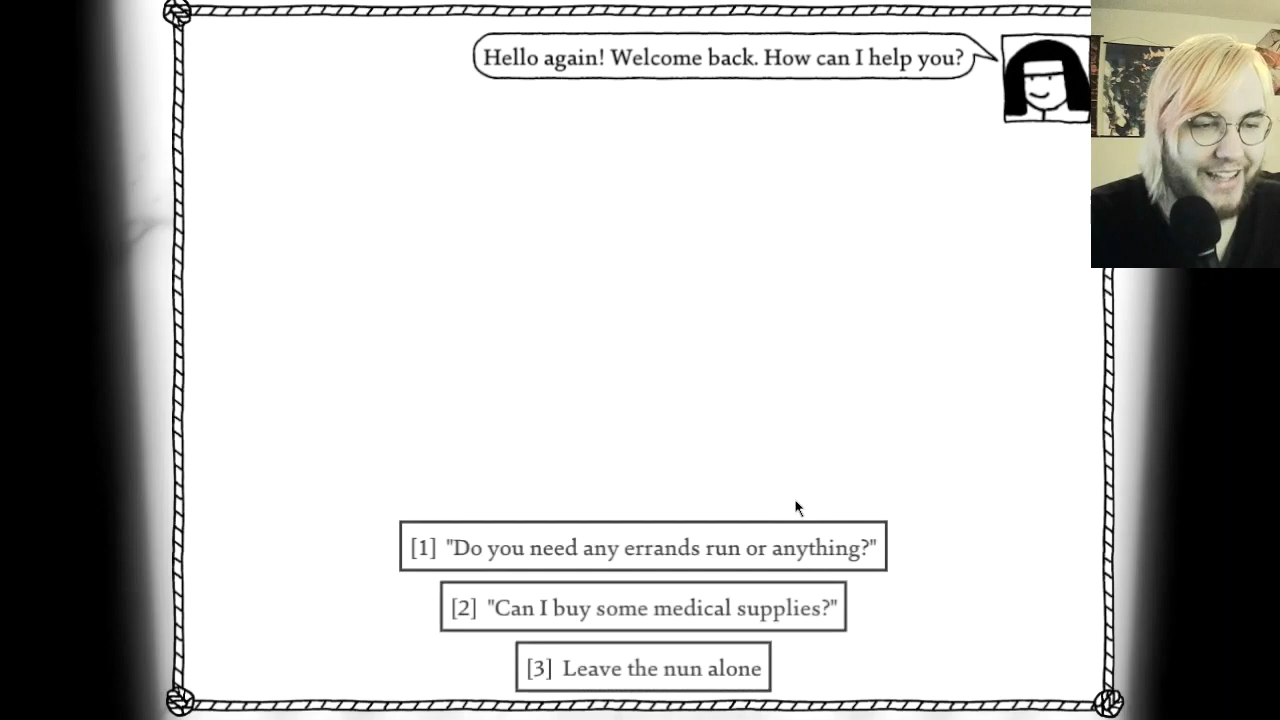 Hello again! Welcome back. How can I help you?
[1] "Do you need any errands run or anything?"
[2] "Can I buy some medical supplies?"
[3] Leave the nun alone